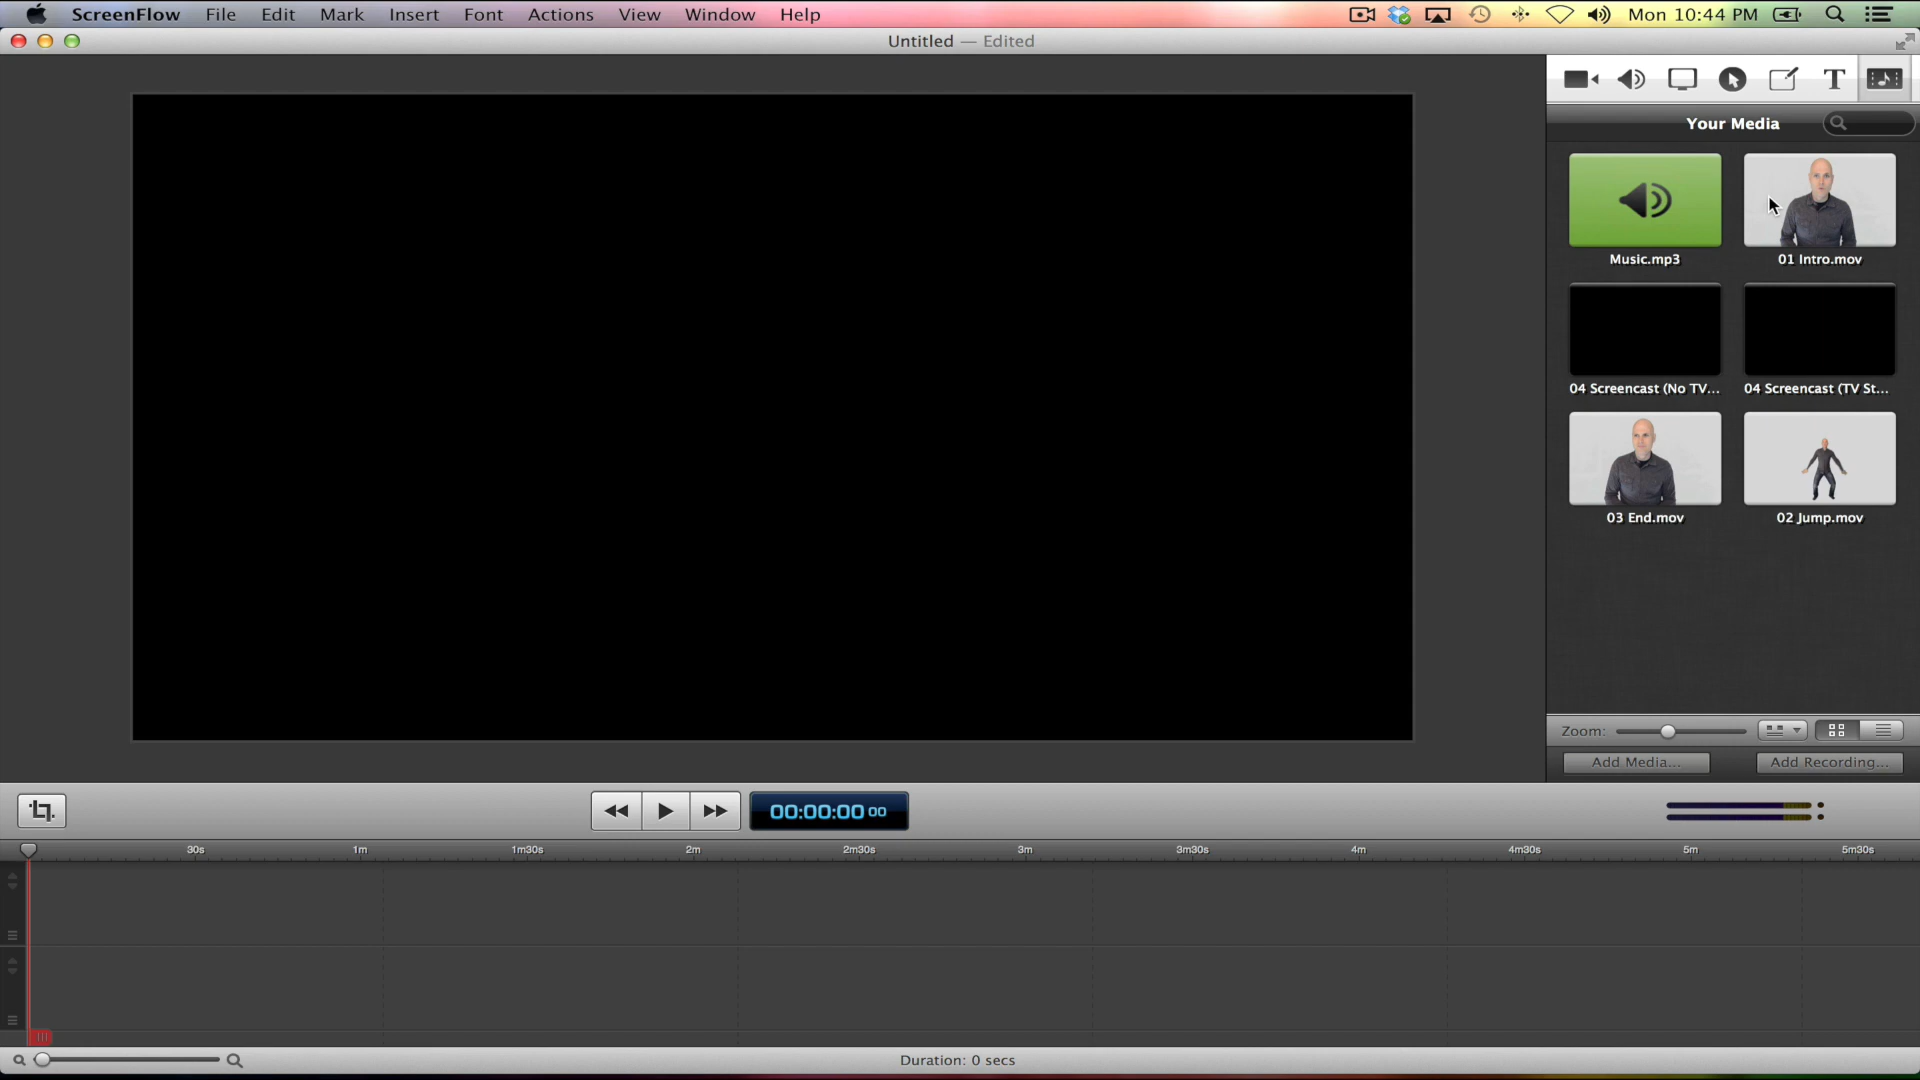 ScreenFlow File Edit Mark Insert Font Actions View Window Help Mon 10:44 PM
Untitled — Edited
T
Your Media
Music.mp3 01 Intro.mov
04 Screencast (No TV... 04 Screencast (TV St...
03 End.mov 02 Jump.mov
Zoom:
Add Media... Add Recording...
00:00:00 00
30s 1m 1m30s 2m 2m30s 3m 3m30s 4m 4m30s 5m 5m30s
Duration: 0 secs